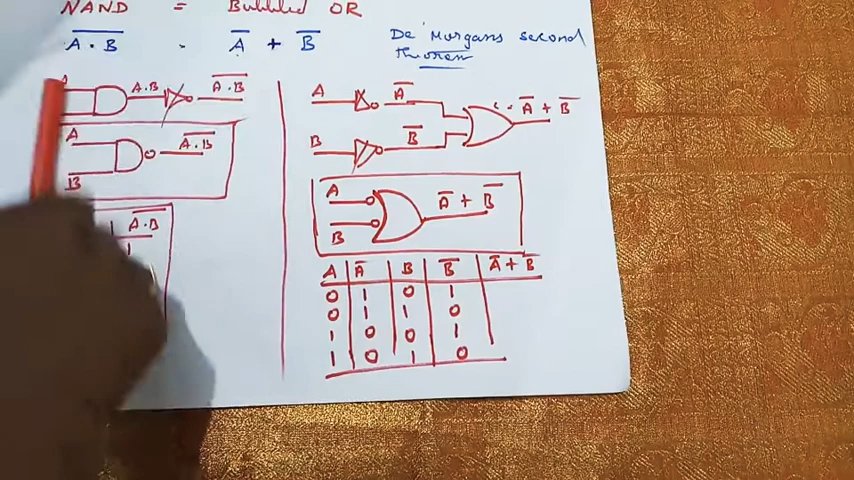 NAND = Bubbled OR
A̅ ̅·̅ ̅B̅ = A̅ + B̅
De' Morgans second
theorem
A A·B A̅·̅B̅
A A̅·̅B̅
B
A̅·̅B̅
1
A A̅
B B̅
A̅ + B̅
A A̅ + B̅
B
A A̅ B B̅ A̅ + B̅
0 1 0 1
0 1 1 0
1 0 0 1
1 0 1 0